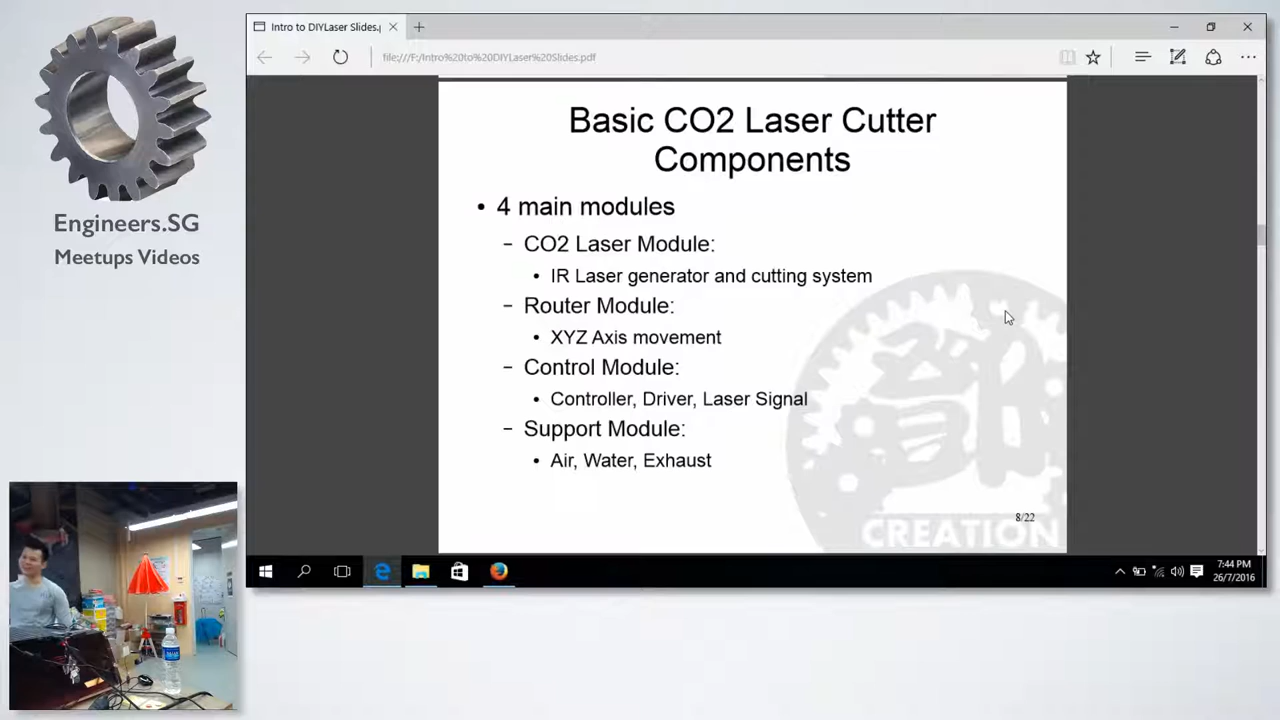 Intro to DIYLaser Slides.p
file:///F:/Intro%20to%20DIYLaser%20Slides.pdf
Engineers.SG
Meetups Videos
Basic CO2 Laser Cutter
Components
• 4 main modules
– CO2 Laser Module:
• IR Laser generator and cutting system
– Router Module:
• XYZ Axis movement
– Control Module:
• Controller, Driver, Laser Signal
– Support Module:
• Air, Water, Exhaust
8/22
CREATION
7:44 PM
26/7/2016